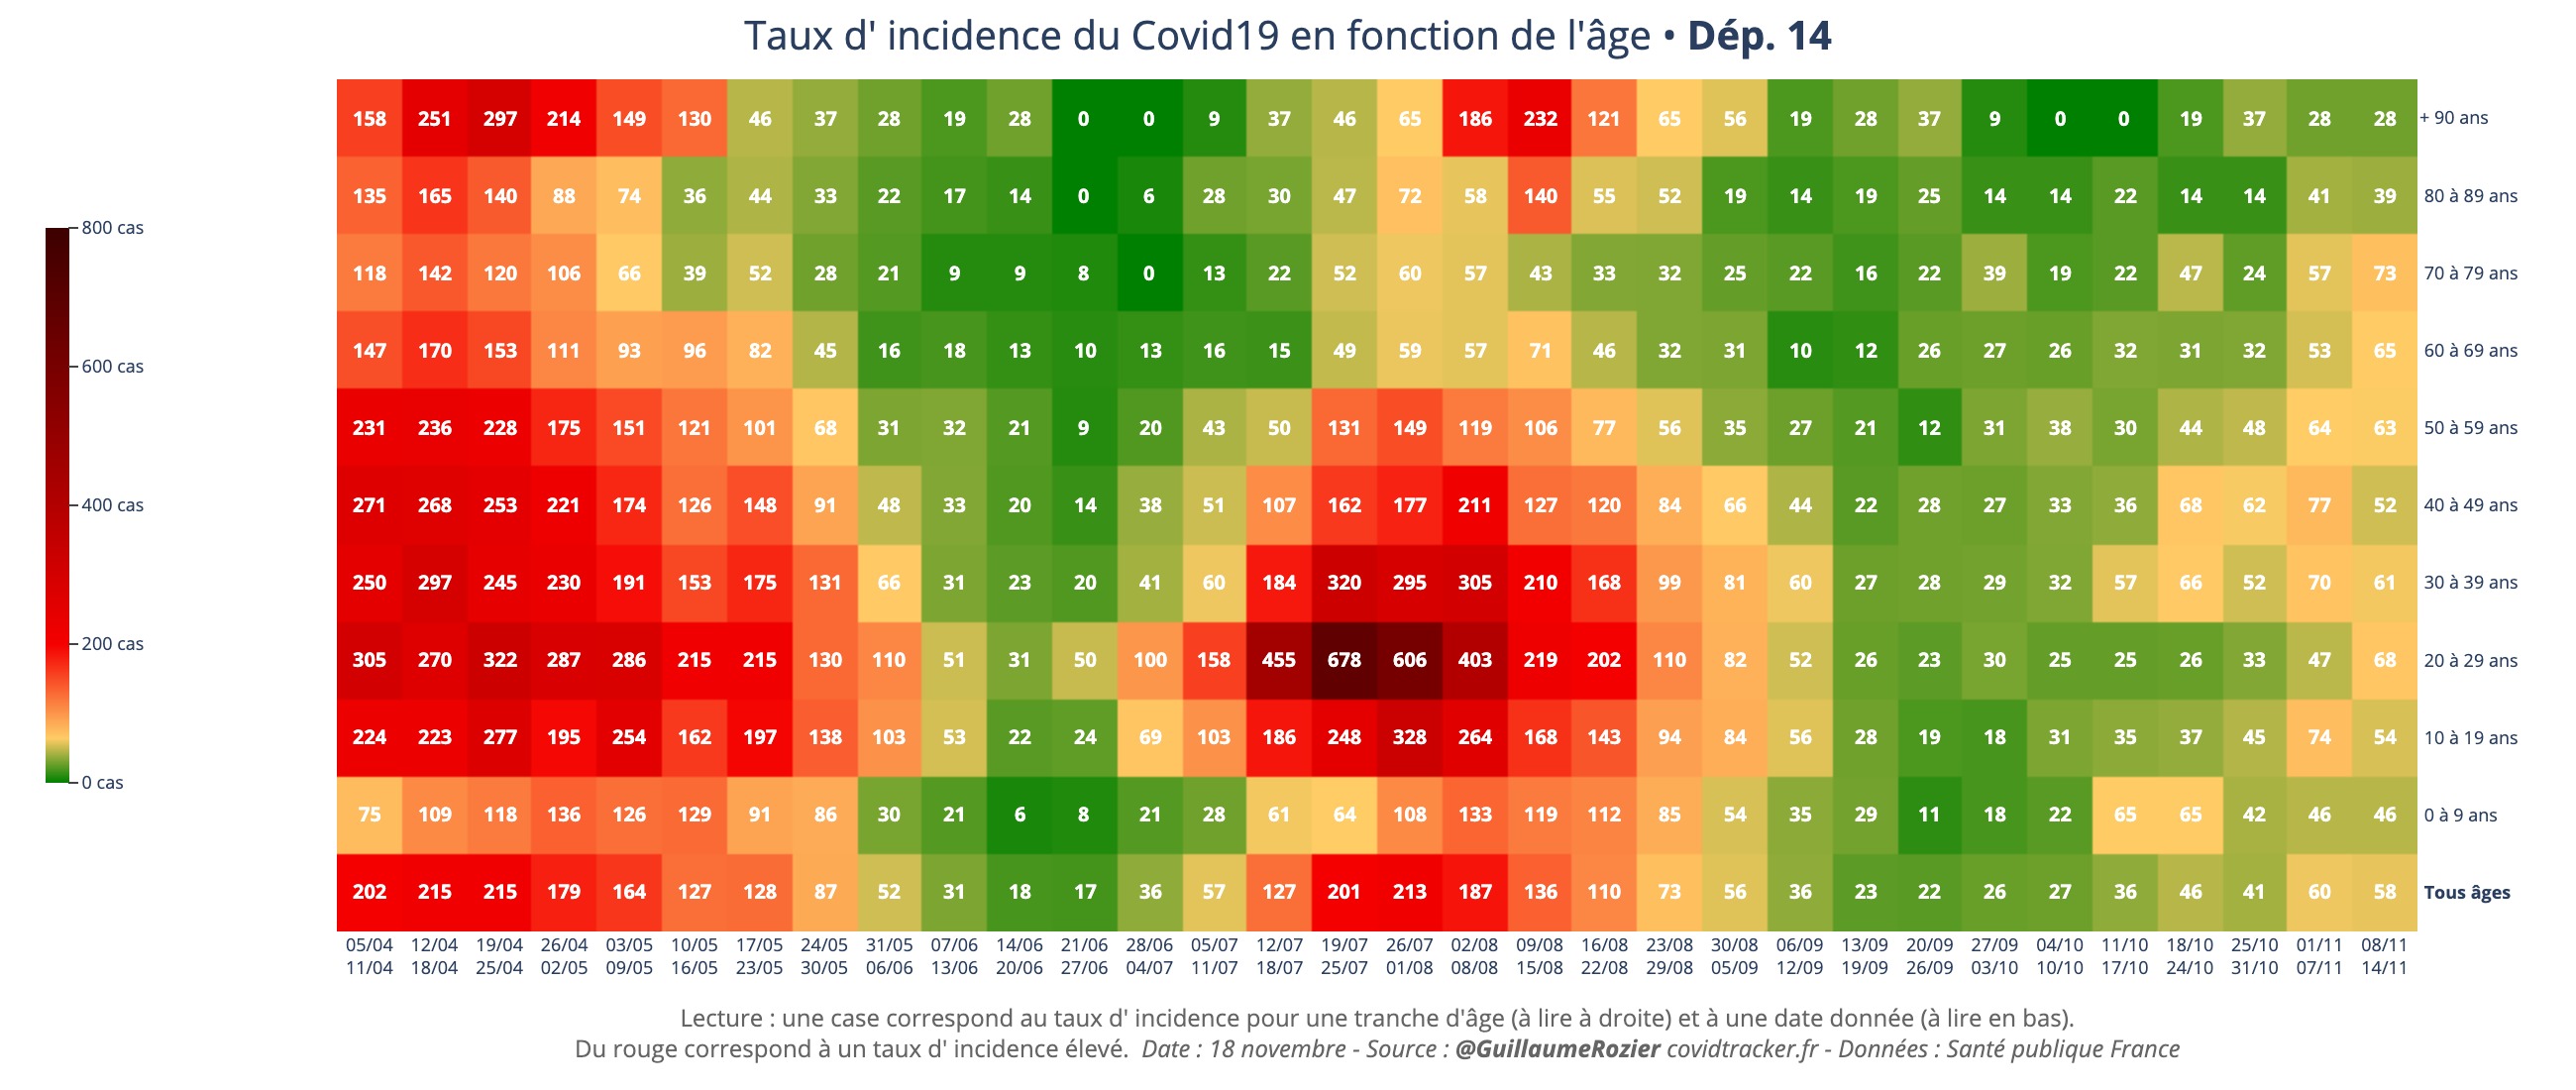 Taux d' incidence du Covid19 en fonction de l'âge • Dép. 14
800 cas
600 cas
400 cas
200 cas
0 cas
158 251 297 214 149 130 46 37 28 19 28 0 0 9 37 46 65 186 232 121 65 56 19 28 37 9 0 0 19 37 28 28 + 90 ans
135 165 140 88 74 36 44 33 22 17 14 0 6 28 30 47 72 58 140 55 52 19 14 19 25 14 14 22 14 14 41 39 80 à 89 ans
118 142 120 106 66 39 52 28 21 9 9 8 0 13 22 52 60 57 43 33 32 25 22 16 22 39 19 22 47 24 57 73 70 à 79 ans
147 170 153 111 93 96 82 45 16 18 13 10 13 16 15 49 59 57 71 46 32 31 10 12 26 27 26 32 31 32 53 65 60 à 69 ans
231 236 228 175 151 121 101 68 31 32 21 9 20 43 50 131 149 119 106 77 56 35 27 21 12 31 38 30 44 48 64 63 50 à 59 ans
271 268 253 221 174 126 148 91 48 33 20 14 38 51 107 162 177 211 127 120 84 66 44 22 28 27 33 36 68 62 77 52 40 à 49 ans
250 297 245 230 191 153 175 131 66 31 23 20 41 60 184 320 295 305 210 168 99 81 60 27 28 29 32 57 66 52 70 61 30 à 39 ans
305 270 322 287 286 215 215 130 110 51 31 50 100 158 455 678 606 403 219 202 110 82 52 26 23 30 25 25 26 33 47 68 20 à 29 ans
224 223 277 195 254 162 197 138 103 53 22 24 69 103 186 248 328 264 168 143 94 84 56 28 19 18 31 35 37 45 74 54 10 à 19 ans
75 109 118 136 126 129 91 86 30 21 6 8 21 28 61 64 108 133 119 112 85 54 35 29 11 18 22 65 65 42 46 46 0 à 9 ans
202 215 215 179 164 127 128 87 52 31 18 17 36 57 127 201 213 187 136 110 73 56 36 23 22 26 27 36 46 41 60 58 Tous âges
05/04 12/04 19/04 26/04 03/05 10/05 17/05 24/05 31/05 07/06 14/06 21/06 28/06 05/07 12/07 19/07 26/07 02/08 09/08 16/08 23/08 30/08 06/09 13/09 20/09 27/09 04/10 11/10 18/10 25/10 01/11 08/11
11/04 18/04 25/04 02/05 09/05 16/05 23/05 30/05 06/06 13/06 20/06 27/06 04/07 11/07 18/07 25/07 01/08 08/08 15/08 22/08 29/08 05/09 12/09 19/09 26/09 03/10 10/10 17/10 24/10 31/10 07/11 14/11
Lecture : une case correspond au taux d' incidence pour une tranche d'âge (à lire à droite) et à une date donnée (à lire en bas).
Du rouge correspond à un taux d' incidence élevé. Date : 18 novembre - Source : @GuillaumeRozier covidtracker.fr - Données : Santé publique France